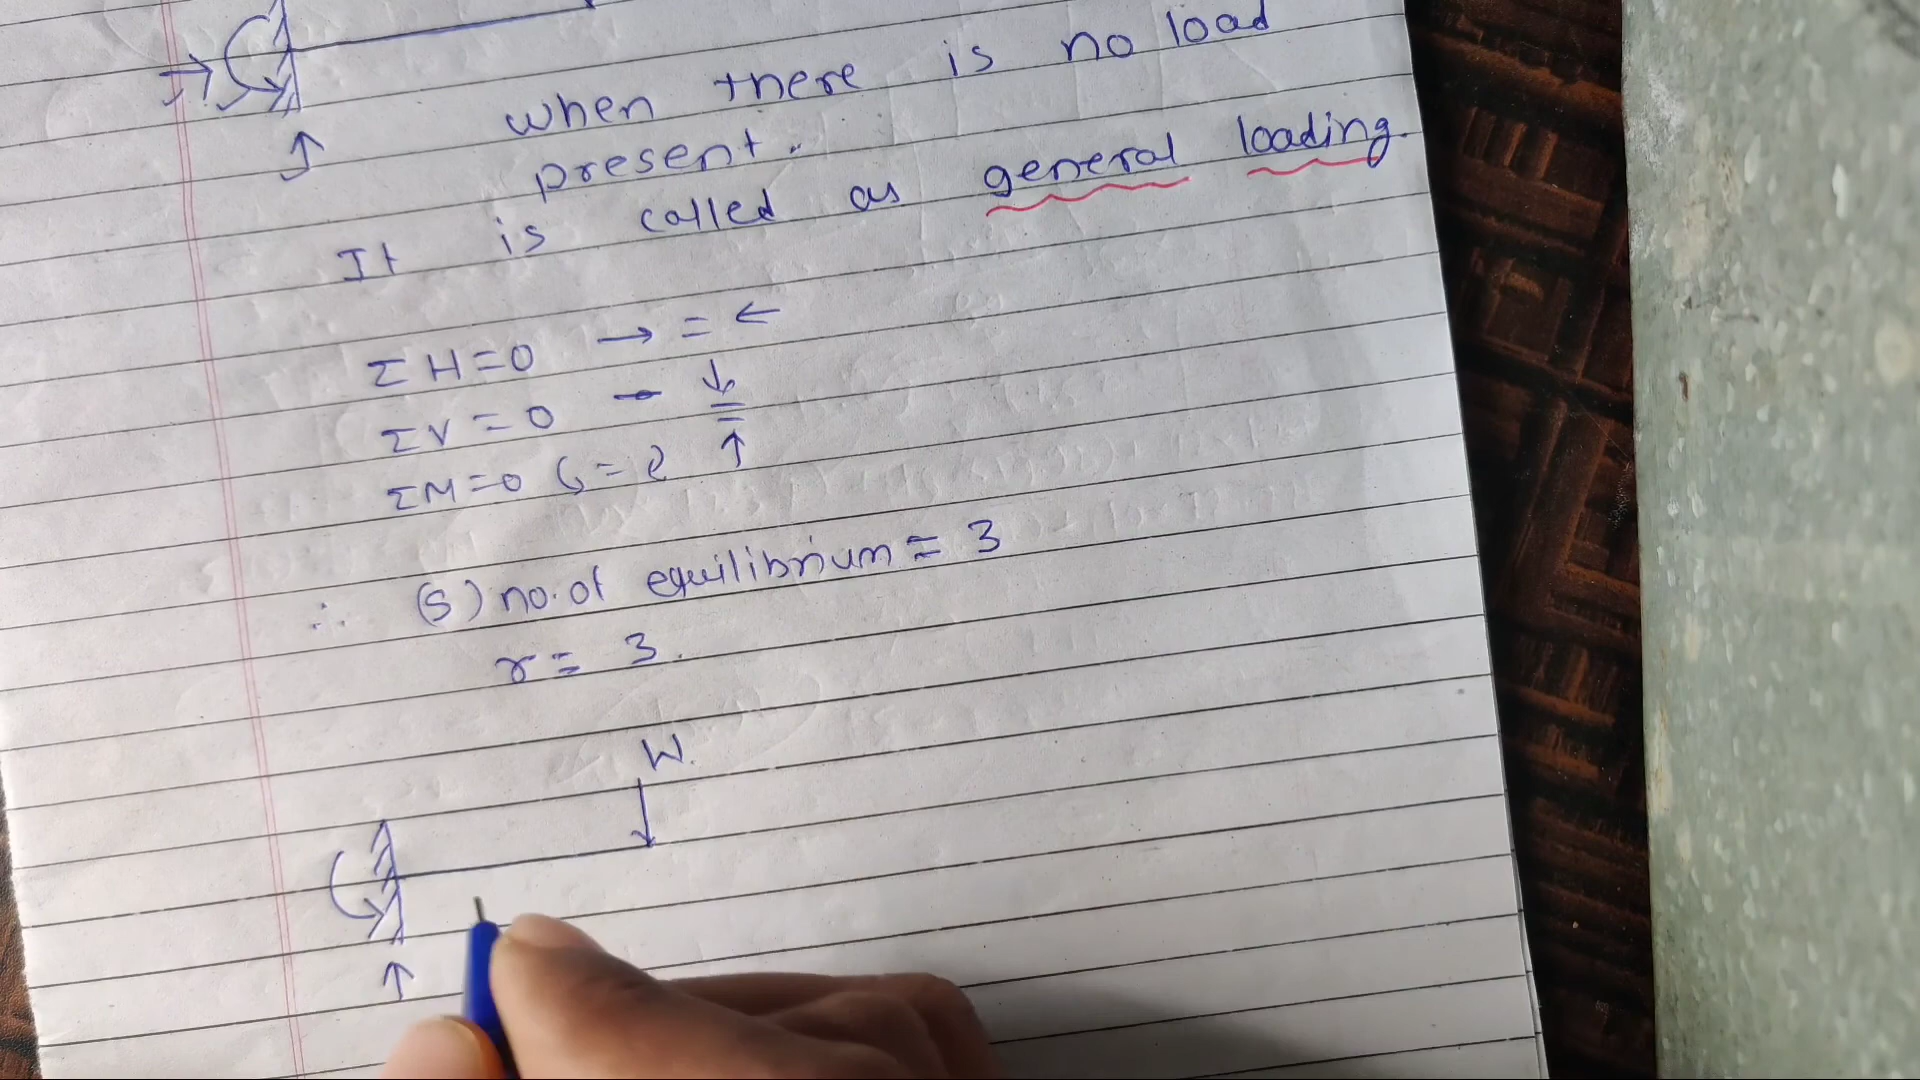 when there is no load
present.
It is called as general loading.
ΣH=0 → = ←
ΣV=0 - ↓ = ↑
ΣM=0 ↺ = ↻
∴ (S) no. of equilibrium = 3
r = 3.
W.